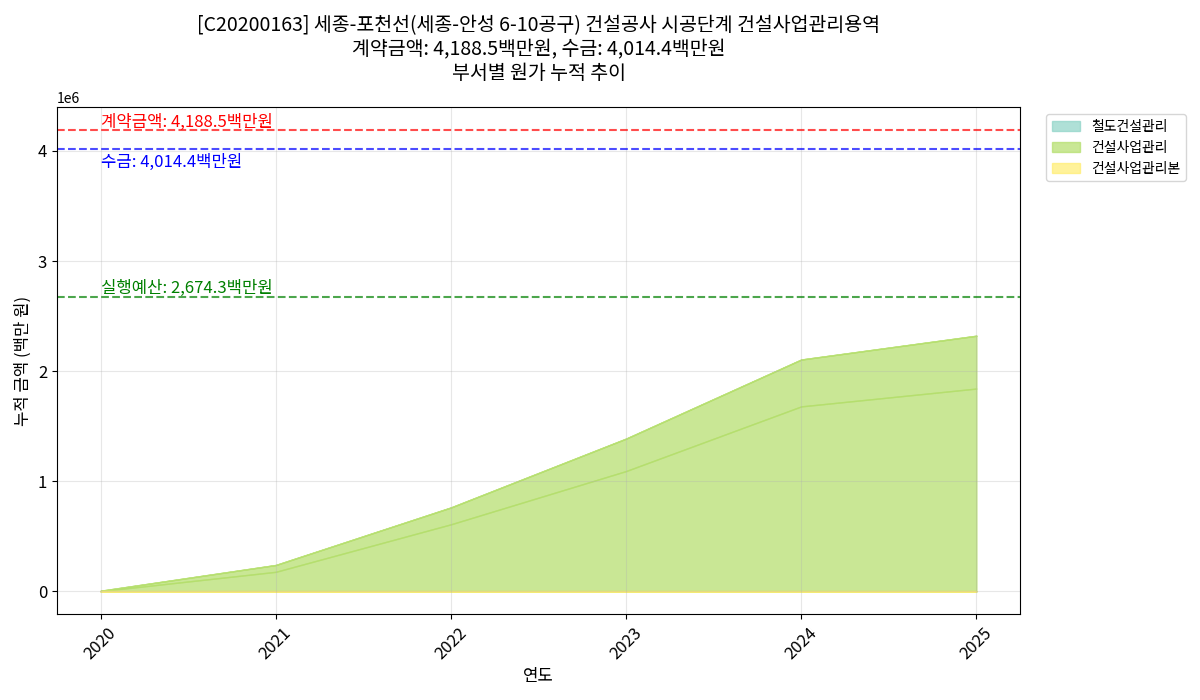 [C20200163] 세종-포천선(세종-안성 6-10공구) 건설공사 시공단계 건설사업관리용역
계약금액: 4,188.5백만원, 수금: 4,014.4백만원
부서별 원가 누적 추이
1e6
계약금액: 4,188.5백만원
수금: 4,014.4백만원
실행예산: 2,674.3백만원
철도건설관리
건설사업관리
건설사업관리본
4
3
2
1
0
누적 금액 (백만 원)
2020
2021
2022
2023
2024
2025
연도